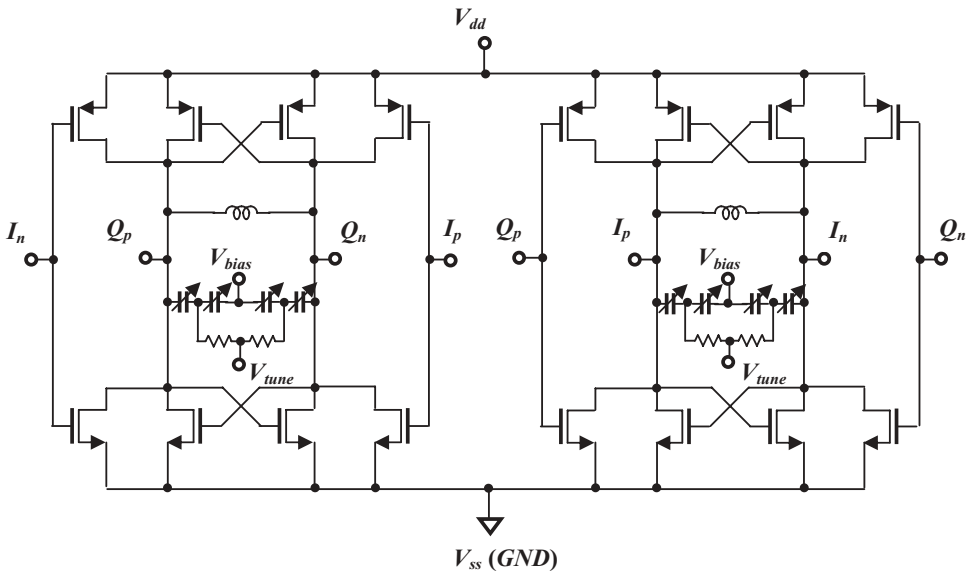 V_dd
I_n Q_p Q_n I_p Q_p I_p I_n Q_n
V_bias V_bias
V_tune V_tune
V_ss (GND)